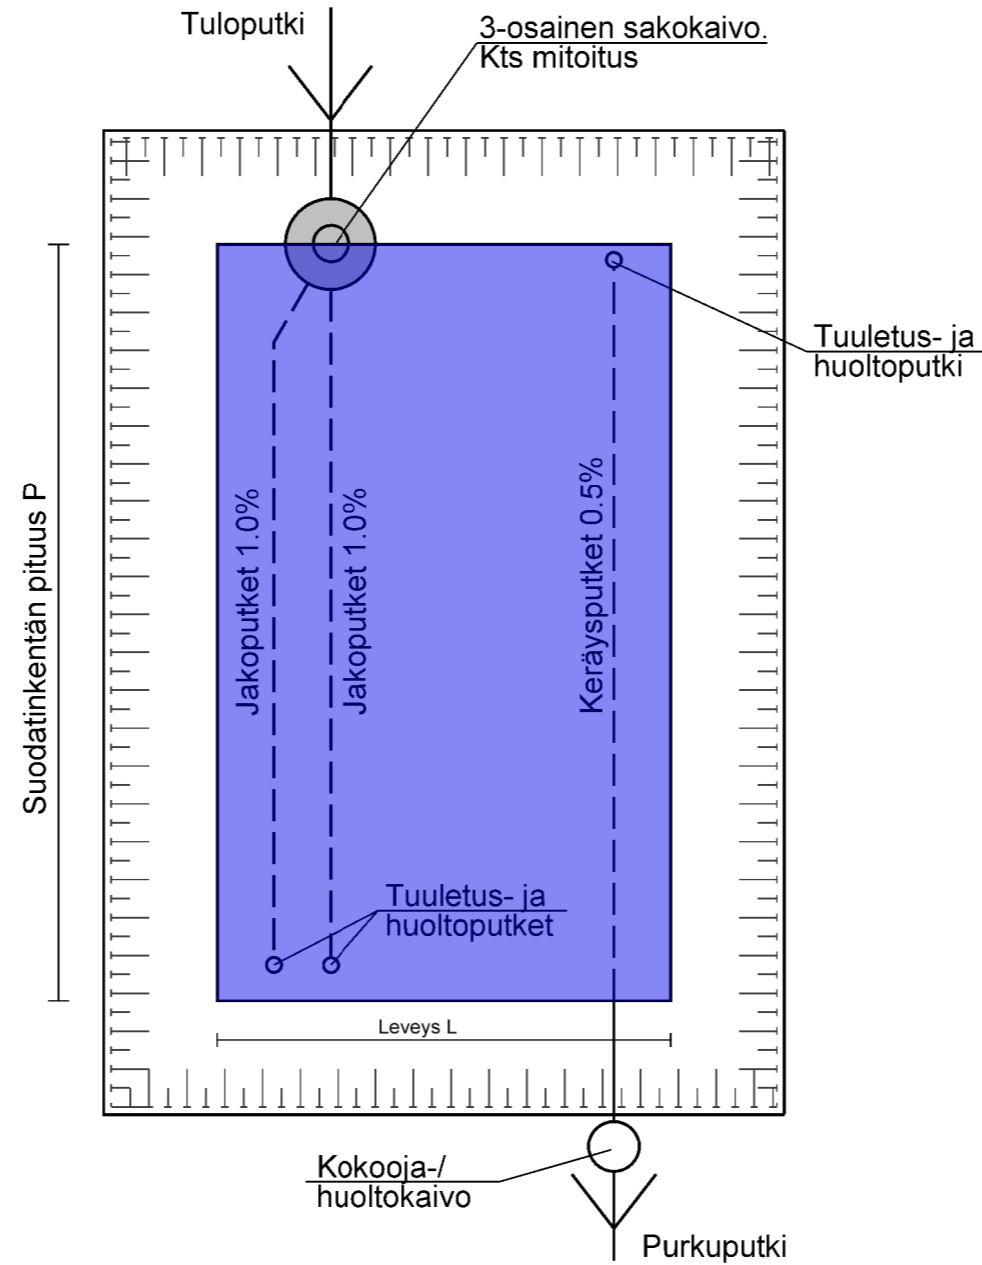 Tuloputki
3-osainen sakokaivo.
Kts mitoitus
Tuuletus- ja
huoltoputki
Suodatinkentän pituus P
Jakoputket 1.0%
Jakoputket 1.0%
Keräysputket 0.5%
Tuuletus- ja
huoltoputket
Leveys L
Kokooja-/
huoltokaivo
Purkuputki